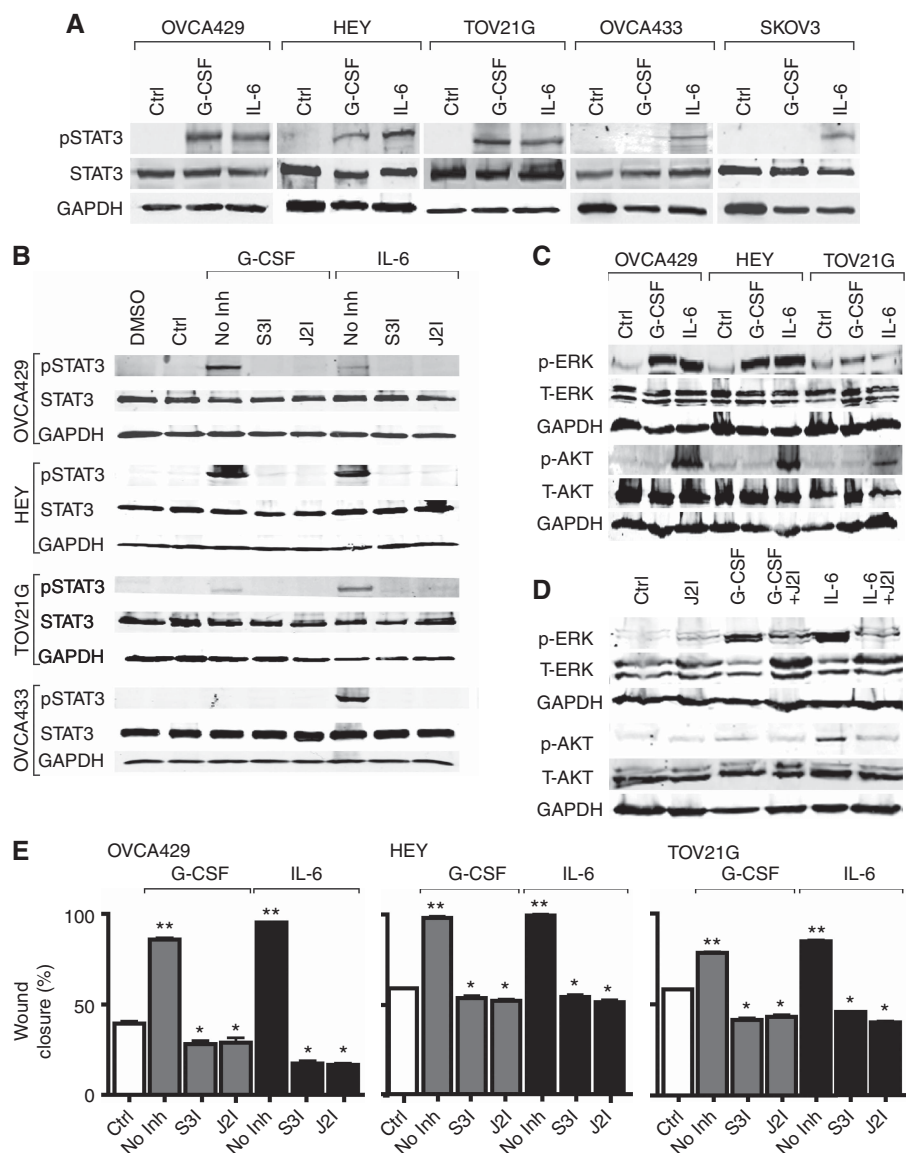 A
OVCA429 HEY TOV21G OVCA433 SKOV3
Ctrl G-CSF IL-6 Ctrl G-CSF IL-6 Ctrl G-CSF IL-6 Ctrl G-CSF IL-6 Ctrl G-CSF IL-6
pSTAT3
STAT3
GAPDH
B
G-CSF IL-6
DMSO Ctrl No Inh S3I J2I No Inh S3I J2I
OVCA429
pSTAT3
STAT3
GAPDH
HEY
pSTAT3
STAT3
GAPDH
TOV21G
pSTAT3
STAT3
GAPDH
OVCA433
pSTAT3
STAT3
GAPDH
C
OVCA429 HEY TOV21G
Ctrl G-CSF IL-6 Ctrl G-CSF IL-6 Ctrl G-CSF IL-6
p-ERK
T-ERK
GAPDH
p-AKT
T-AKT
GAPDH
D
Ctrl J2I G-CSF G-CSF +J2I IL-6 IL-6 +J2I
p-ERK
T-ERK
GAPDH
p-AKT
T-AKT
GAPDH
E
OVCA429 HEY TOV21G
G-CSF IL-6 G-CSF IL-6 G-CSF IL-6
Wound closure (%)
100
50
0
** * * ** * *
** * * ** * *
** * * ** * *
Ctrl No Inh S3I J2I No Inh S3I J2I
Ctrl No Inh S3I J2I No Inh S3I J2I
Ctrl No Inh S3I J2I No Inh S3I J2I